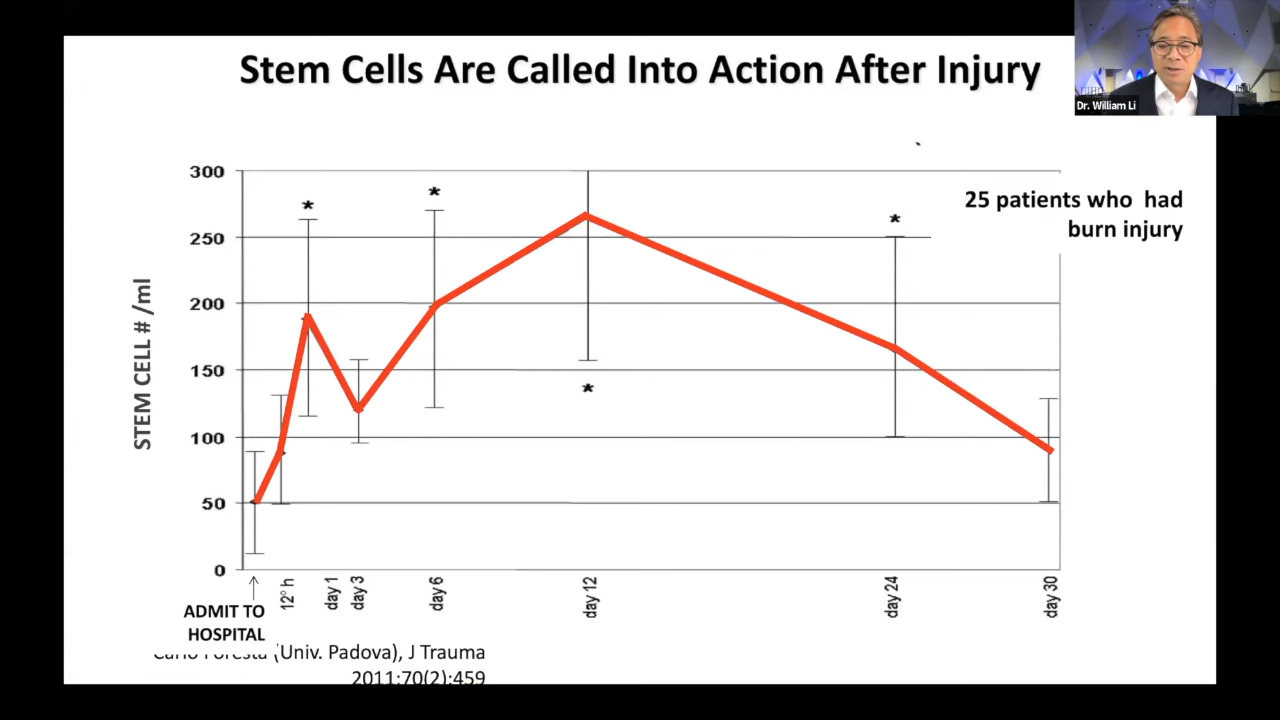 Stem Cells Are Called Into Action After Injury
Dr. William Li
25 patients who had
burn injury
STEM CELL # /ml
300
250
200
150
100
50
0
*
*
*
*
12º h
day 1
day 3
day 6
day 12
day 24
day 30
ADMIT TO
HOSPITAL
(Univ. Padova), J Trauma
2011:70(2):459